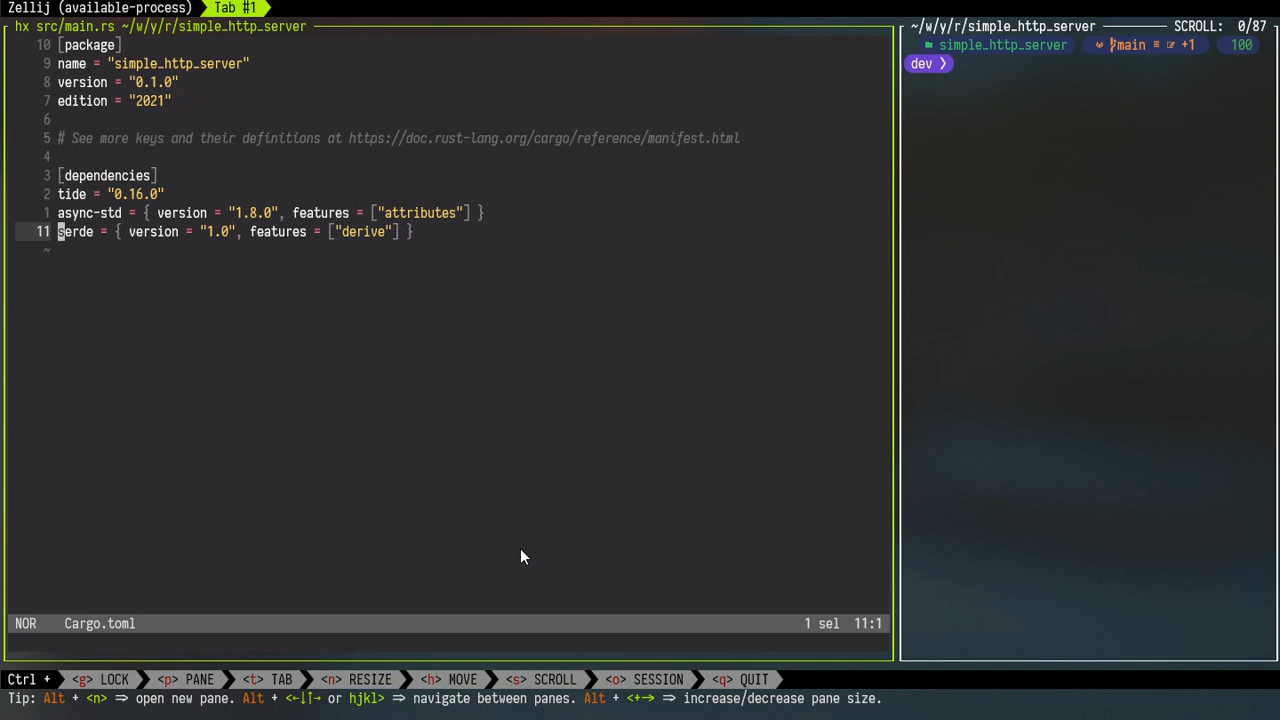 Zellij (available-process) Tab #1
hx src/main.rs ~/w/y/r/simple_http_server
10 [package]
9 name = "simple_http_server"
8 version = "0.1.0"
7 edition = "2021"
6
5 # See more keys and their definitions at https://doc.rust-lang.org/cargo/reference/manifest.html
4
3 [dependencies]
2 tide = "0.16.0"
1 async-std = { version = "1.8.0", features = ["attributes"] }
11 serde = { version = "1.0", features = ["derive"] }
~
NOR Cargo.toml 1 sel 11:1
~/w/y/r/simple_http_server SCROLL: 0/87
simple_http_server main ≡ +1 100
dev ❯
Ctrl + <g> LOCK <p> PANE <t> TAB <n> RESIZE <h> MOVE <s> SCROLL <o> SESSION <q> QUIT
Tip: Alt + <n> => open new pane. Alt + <←↓↑→ or hjkl> => navigate between panes. Alt + <+→> => increase/decrease pane size.